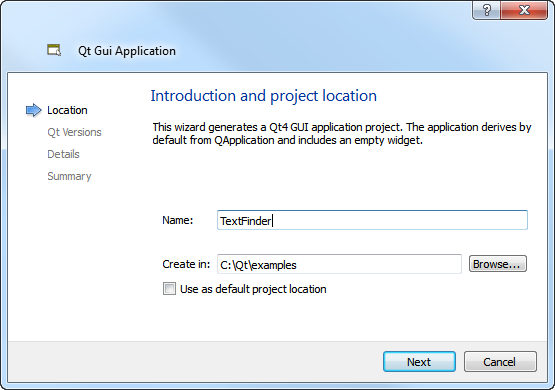 Qt Gui Application
Location
Qt Versions
Details
Summary
Introduction and project location
This wizard generates a Qt4 GUI application project. The application derives by
default from QApplication and includes an empty widget.
Name: TextFinder
Create in: C:\Qt\examples Browse...
Use as default project location
Next Cancel